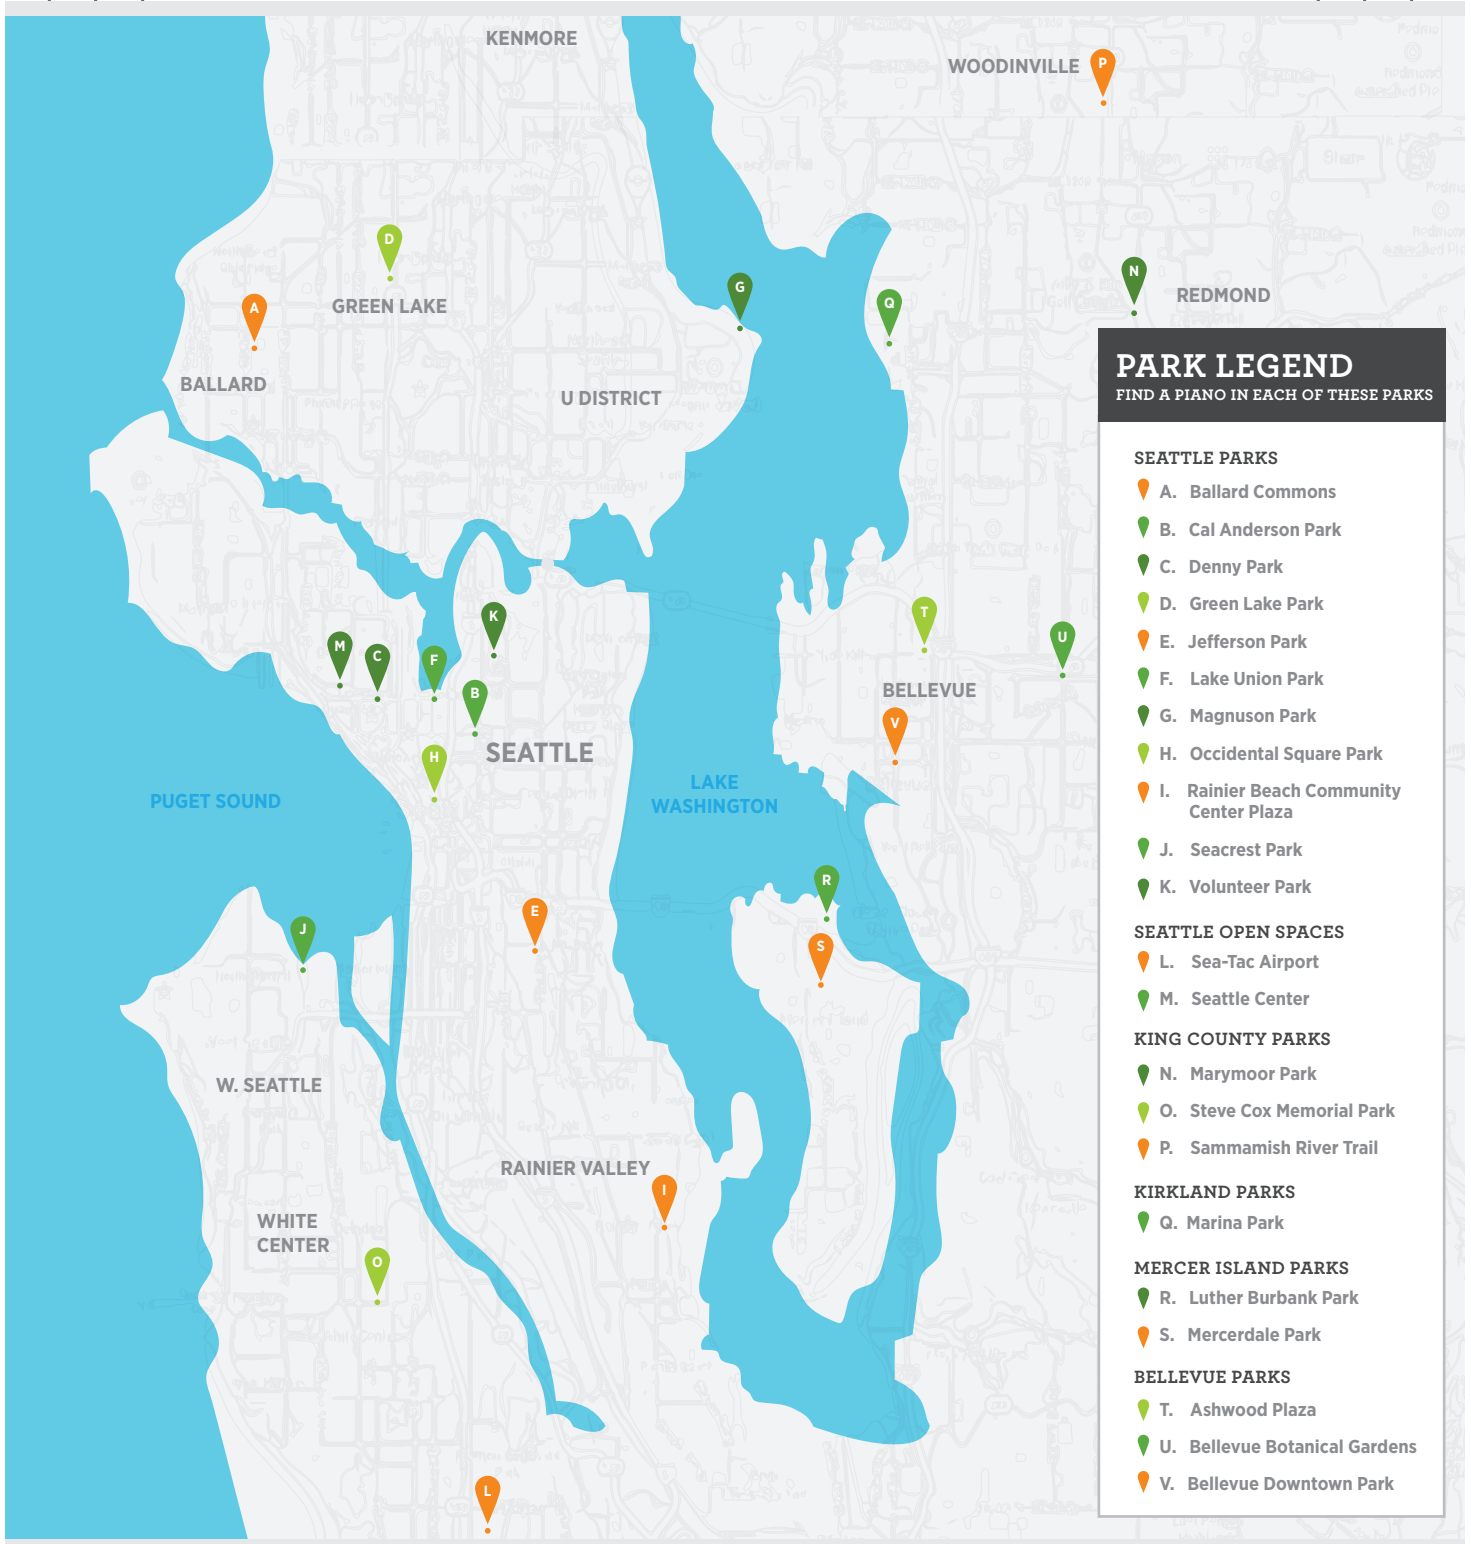 KENMORE
WOODINVILLE
P
D
GREEN LAKE
A
BALLARD
G
Q
N
REDMOND
U DISTRICT
K
M
C
F
B
H
SEATTLE
T
U
BELLEVUE
V
PUGET SOUND
LAKE
WASHINGTON
R
E
S
J
W. SEATTLE
RAINIER VALLEY
I
WHITE
CENTER
O
L
PARK LEGEND
FIND A PIANO IN EACH OF THESE PARKS
SEATTLE PARKS
A. Ballard Commons
B. Cal Anderson Park
C. Denny Park
D. Green Lake Park
E. Jefferson Park
F. Lake Union Park
G. Magnuson Park
H. Occidental Square Park
I. Rainier Beach Community
Center Plaza
J. Seacrest Park
K. Volunteer Park
SEATTLE OPEN SPACES
L. Sea-Tac Airport
M. Seattle Center
KING COUNTY PARKS
N. Marymoor Park
O. Steve Cox Memorial Park
P. Sammamish River Trail
KIRKLAND PARKS
Q. Marina Park
MERCER ISLAND PARKS
R. Luther Burbank Park
S. Mercerdale Park
BELLEVUE PARKS
T. Ashwood Plaza
U. Bellevue Botanical Gardens
V. Bellevue Downtown Park